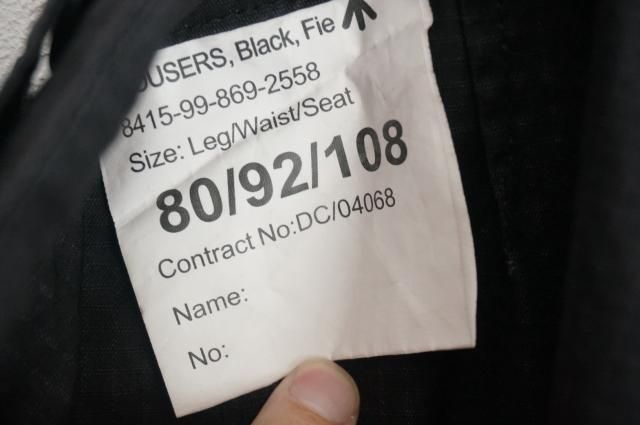 OUSERS, Black, Fie
8415-99-869-2558
Size: Leg/Waist/Seat
80/92/108
Contract No:DC/04068
Name:
No: